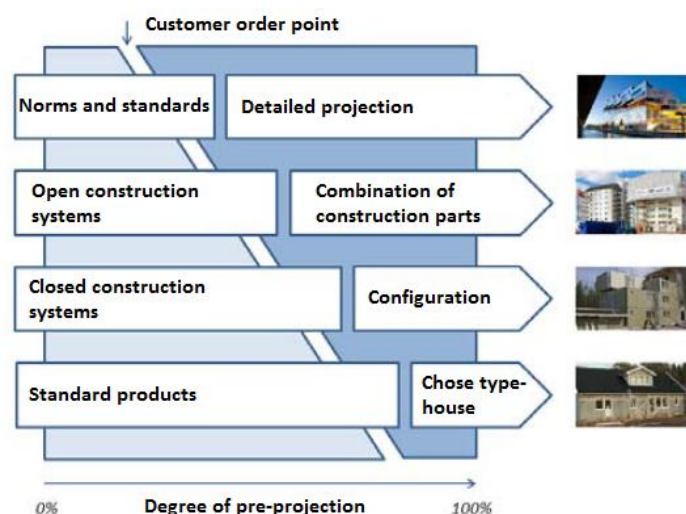 Customer order point
Norms and standards
Detailed projection
Open construction
systems
Combination of
construction parts
Closed construction
systems
Configuration
Standard products
Chose type-
house
0%
Degree of pre-projection
100%